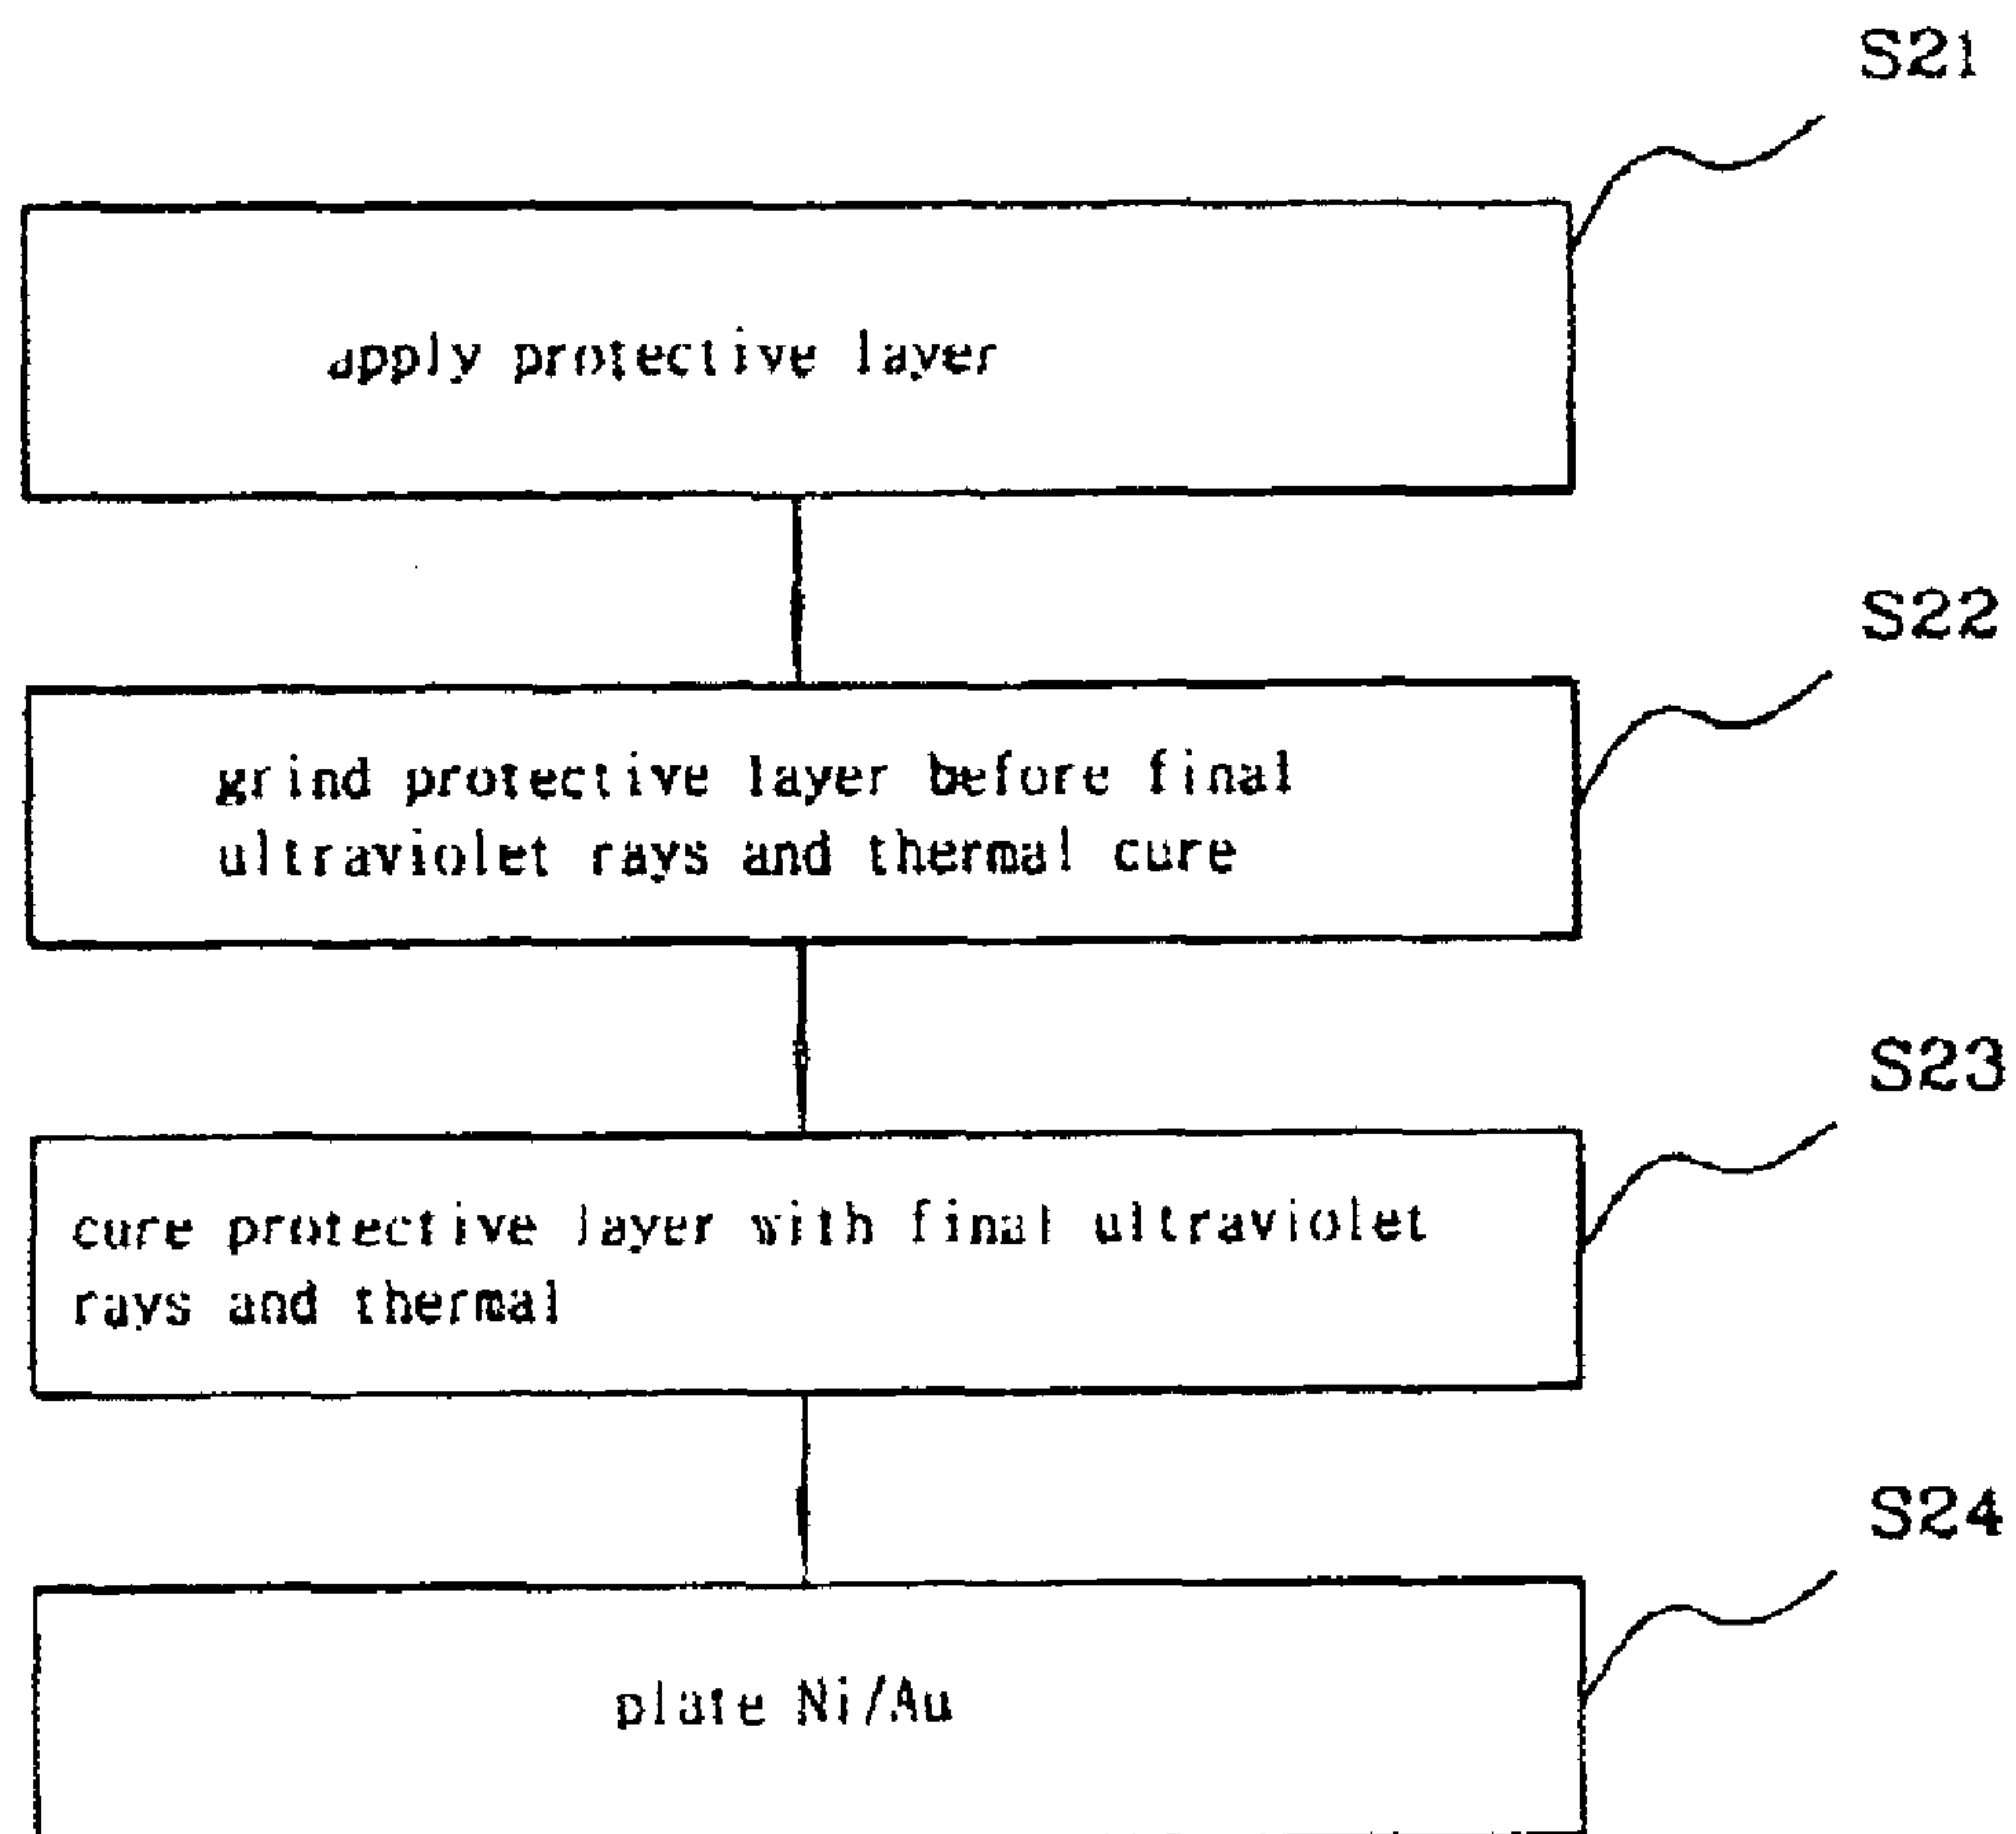 S21
apply protective layer
S22
grind protective layer before final
ultraviolet rays and thermal cure
S23
cure protective layer with final ultraviolet
rays and thermal
S24
plate Ni/Au